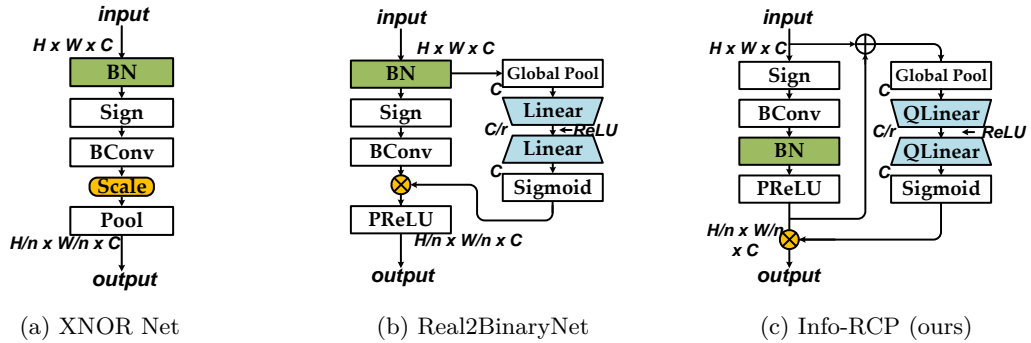 input
H x W x C
BN
Sign
BConv
Scale
Pool
H/n x W/n x C
output
(a) XNOR Net
input
H x W x C
BN
Global Pool
C
Sign
Linear
C/r
ReLU
BConv
Linear
C
Sigmoid
PReLU
H/n x W/n x C
output
(b) Real2BinaryNet
input
H x W x C
Sign
Global Pool
C
BConv
QLinear
C/r
ReLU
BN
QLinear
C
PReLU
Sigmoid
H/n x W/n
x C
output
(c) Info-RCP (ours)